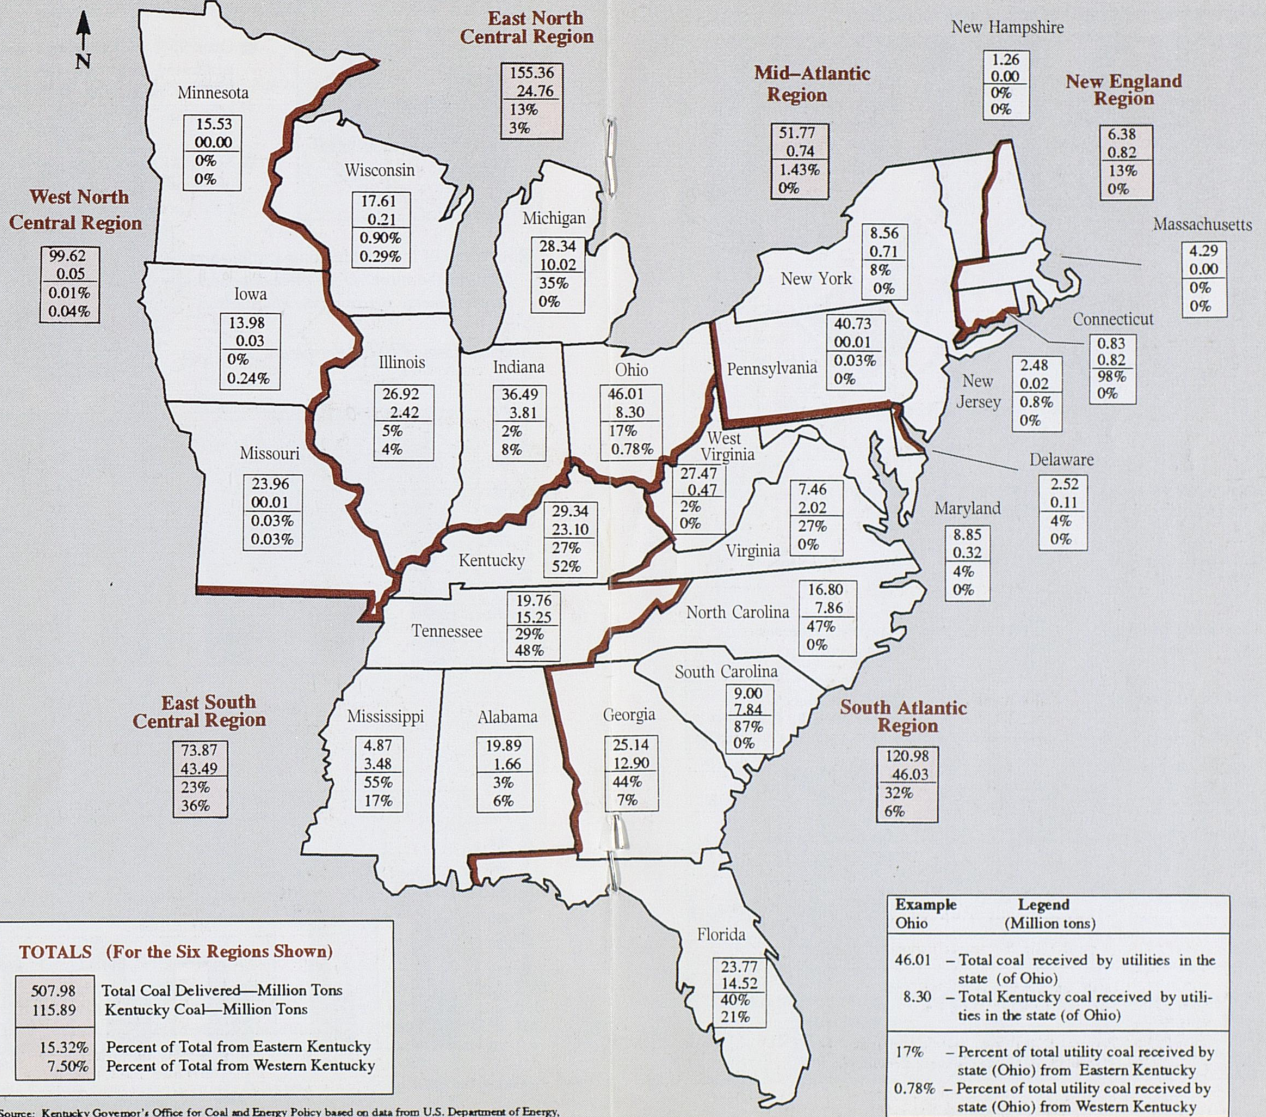 N
East North
Central Region
155.36
24.76
13%
3%
New Hampshire
1.26
0.00
0%
0%
Mid–Atlantic
Region
51.77
0.74
1.43%
0%
New England
Region
6.38
0.82
13%
0%
Minnesota
15.53
00.00
0%
0%
Wisconsin
17.61
0.21
0.90%
0.29%
West North
Central Region
99.62
0.05
0.01%
0.04%
Michigan
28.34
10.02
35%
0%
New York
8.56
0.71
8%
0%
Massachusetts
4.29
0.00
0%
0%
Iowa
13.98
0.03
0%
0.24%
Connecticut
0.83
0.82
98%
0%
Illinois
26.92
2.42
5%
4%
Indiana
36.49
3.81
2%
8%
Ohio
46.01
8.30
17%
0.78%
Pennsylvania
40.73
00.01
0.03%
0%
New
Jersey
2.48
0.02
0.8%
0%
Missouri
23.96
00.01
0.03%
0.03%
West
Virginia
27.47
0.47
2%
0%
Delaware
2.52
0.11
4%
0%
Maryland
8.85
0.32
4%
0%
Virginia
7.46
2.02
27%
0%
Kentucky
29.34
23.10
27%
52%
Tennessee
19.76
15.25
29%
48%
North Carolina
16.80
7.86
47%
0%
South Carolina
9.00
7.84
87%
0%
East South
Central Region
73.87
43.49
23%
36%
Mississippi
4.87
3.48
55%
17%
Alabama
19.89
1.66
3%
6%
Georgia
25.14
12.90
44%
7%
South Atlantic
Region
120.98
46.03
32%
6%
Florida
23.77
14.52
40%
21%
TOTALS (For the Six Regions Shown)
507.98 Total Coal Delivered—Million Tons
115.89 Kentucky Coal—Million Tons
15.32% Percent of Total from Eastern Kentucky
7.50% Percent of Total from Western Kentucky
Source: Kentucky Governor's Office for Coal and Energy Policy based on data from U.S. Department of Energy,
Example Legend
Ohio (Million tons)
46.01 – Total coal received by utilities in the
state (of Ohio)
8.30 – Total Kentucky coal received by utili-
ties in the state (of Ohio)
17% – Percent of total utility coal received by
state (Ohio) from Eastern Kentucky
0.78% – Percent of total utility coal received by
state (Ohio) from Western Kentucky